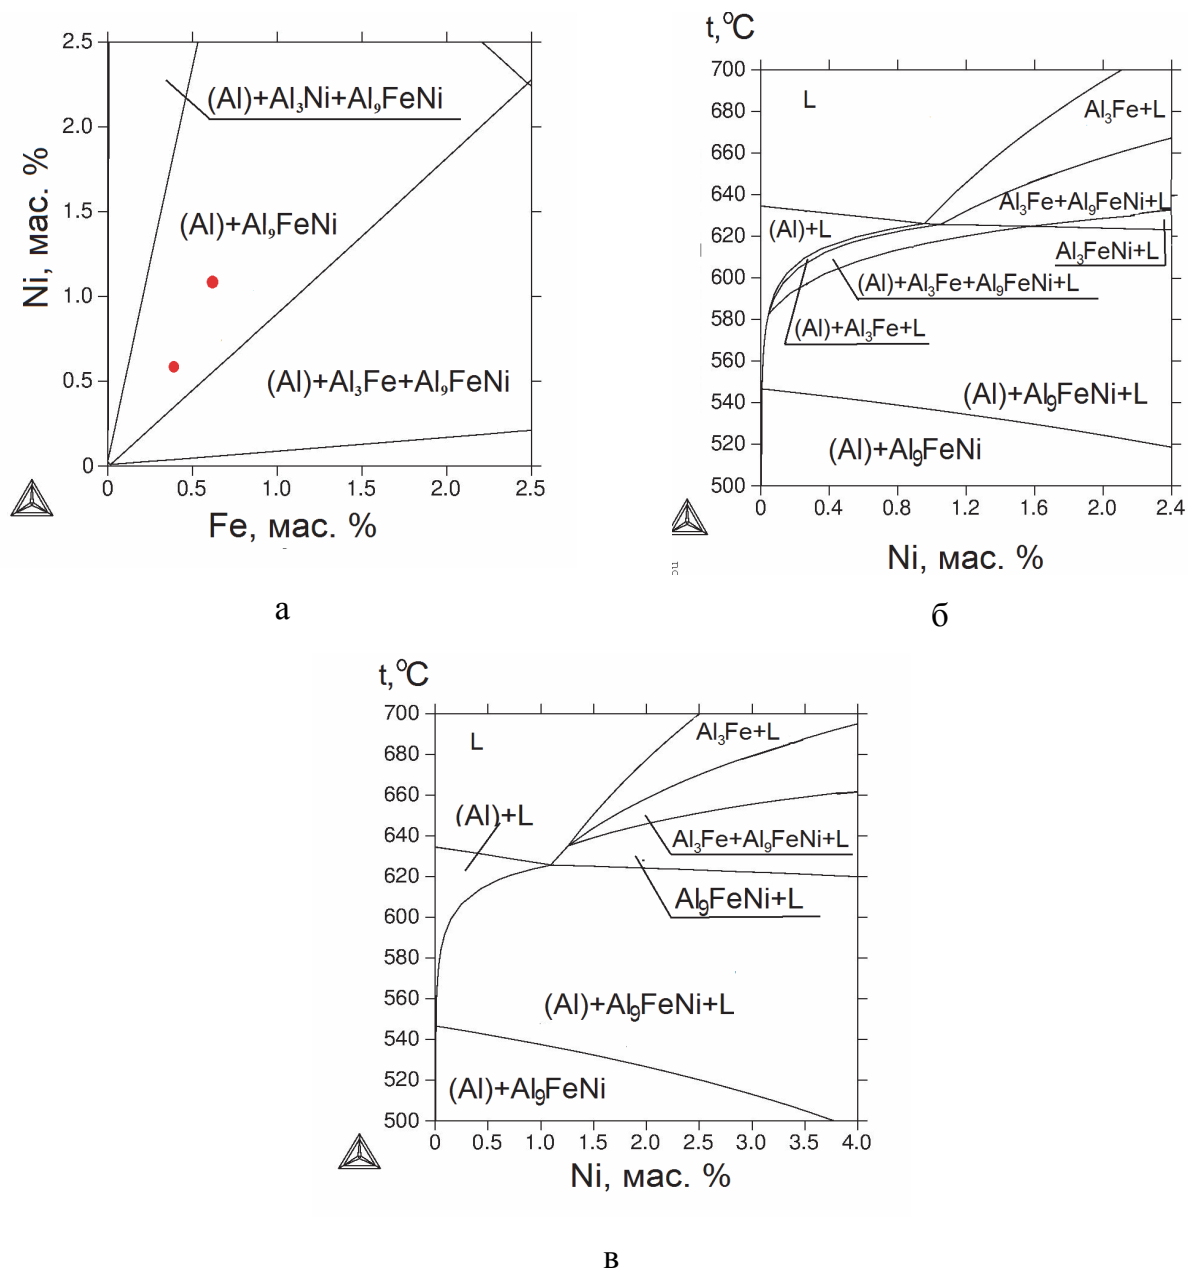 2.5
2.0
1.5
1.0
0.5
0
Ni, мас. %
(Al)+Al₃Ni+Al₉FeNi
(Al)+Al₉FeNi
(Al)+Al₃Fe+Al₉FeNi
0 0.5 1.0 1.5 2.0 2.5
Fe, мас. %
а
t,°C
700
680
660
640
620
600
580
560
540
520
500
L
Al₃Fe+L
Al₃Fe+Al₉FeNi+L
(Al)+L
Al₃FeNi+L
(Al)+Al₃Fe+Al₉FeNi+L
(Al)+Al₃Fe+L
(Al)+Al₉FeNi+L
(Al)+Al₉FeNi
0 0.4 0.8 1.2 1.6 2.0 2.4
Ni, мас. %
б
t,°C
700
680
660
640
620
600
580
560
540
520
500
L
Al₃Fe+L
(Al)+L
Al₃Fe+Al₉FeNi+L
Al₉FeNi+L
(Al)+Al₉FeNi+L
(Al)+Al₉FeNi
0 0.5 1.0 1.5 2.0 2.5 3.0 3.5 4.0
Ni, мас. %
в